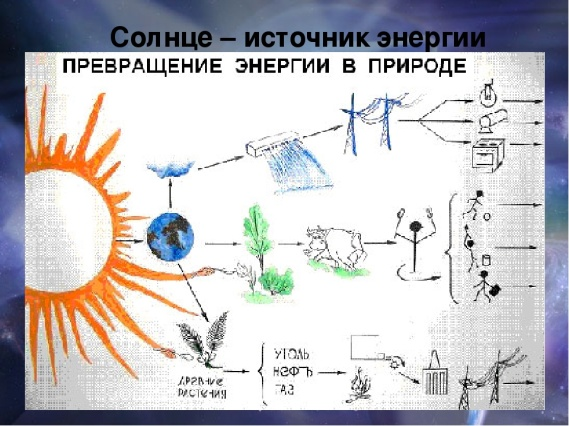 Солнце – источник энергии
ПРЕВРАЩЕНИЕ ЭНЕРГИИ В ПРИРОДЕ
ДРЕВНИЕ
РАСТЕНИЯ
УГОЛЬ
НЕФТЬ
ГАЗ